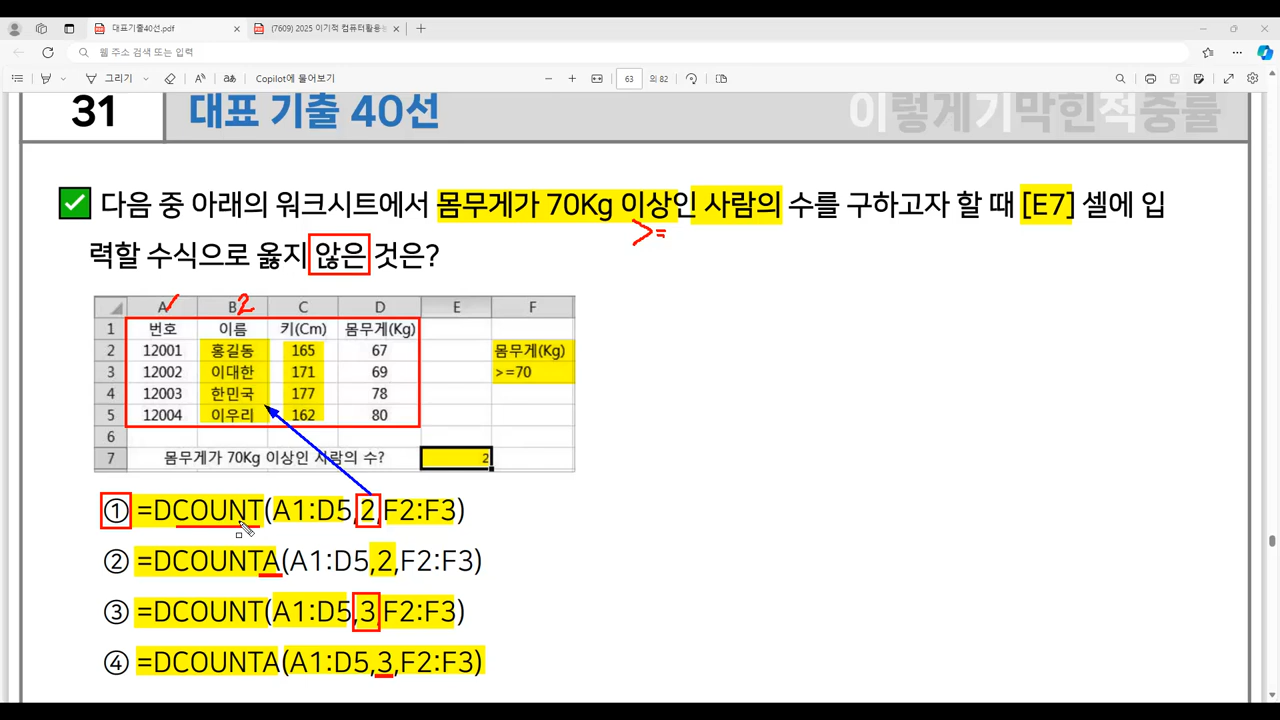 대표기출40선.pdf
(7609) 2025 이기적 컴퓨터활용능
웹 주소 검색 또는 입력
그리기 aあ Copilot에 물어보기 63 의 82
31 대표 기출 40선 이렇게기막힌적중률
다음 중 아래의 워크시트에서 몸무게가 70Kg 이상인 사람의 수를 구하고자 할 때 [E7] 셀에 입
>=
력할 수식으로 옳지 않은 것은?
A 1 B 2 C D E F
1 번호 이름 키(Cm) 몸무게(Kg)
2 12001 홍길동 165 67 몸무게(Kg)
3 12002 이대한 171 69 >=70
4 12003 한민국 177 78
5 12004 이우리 162 80
6
7 몸무게가 70Kg 이상인 사람의 수? 2
① =DCOUNT(A1:D5,2,F2:F3)
② =DCOUNTA(A1:D5,2,F2:F3)
③ =DCOUNT(A1:D5,3,F2:F3)
④ =DCOUNTA(A1:D5,3,F2:F3)